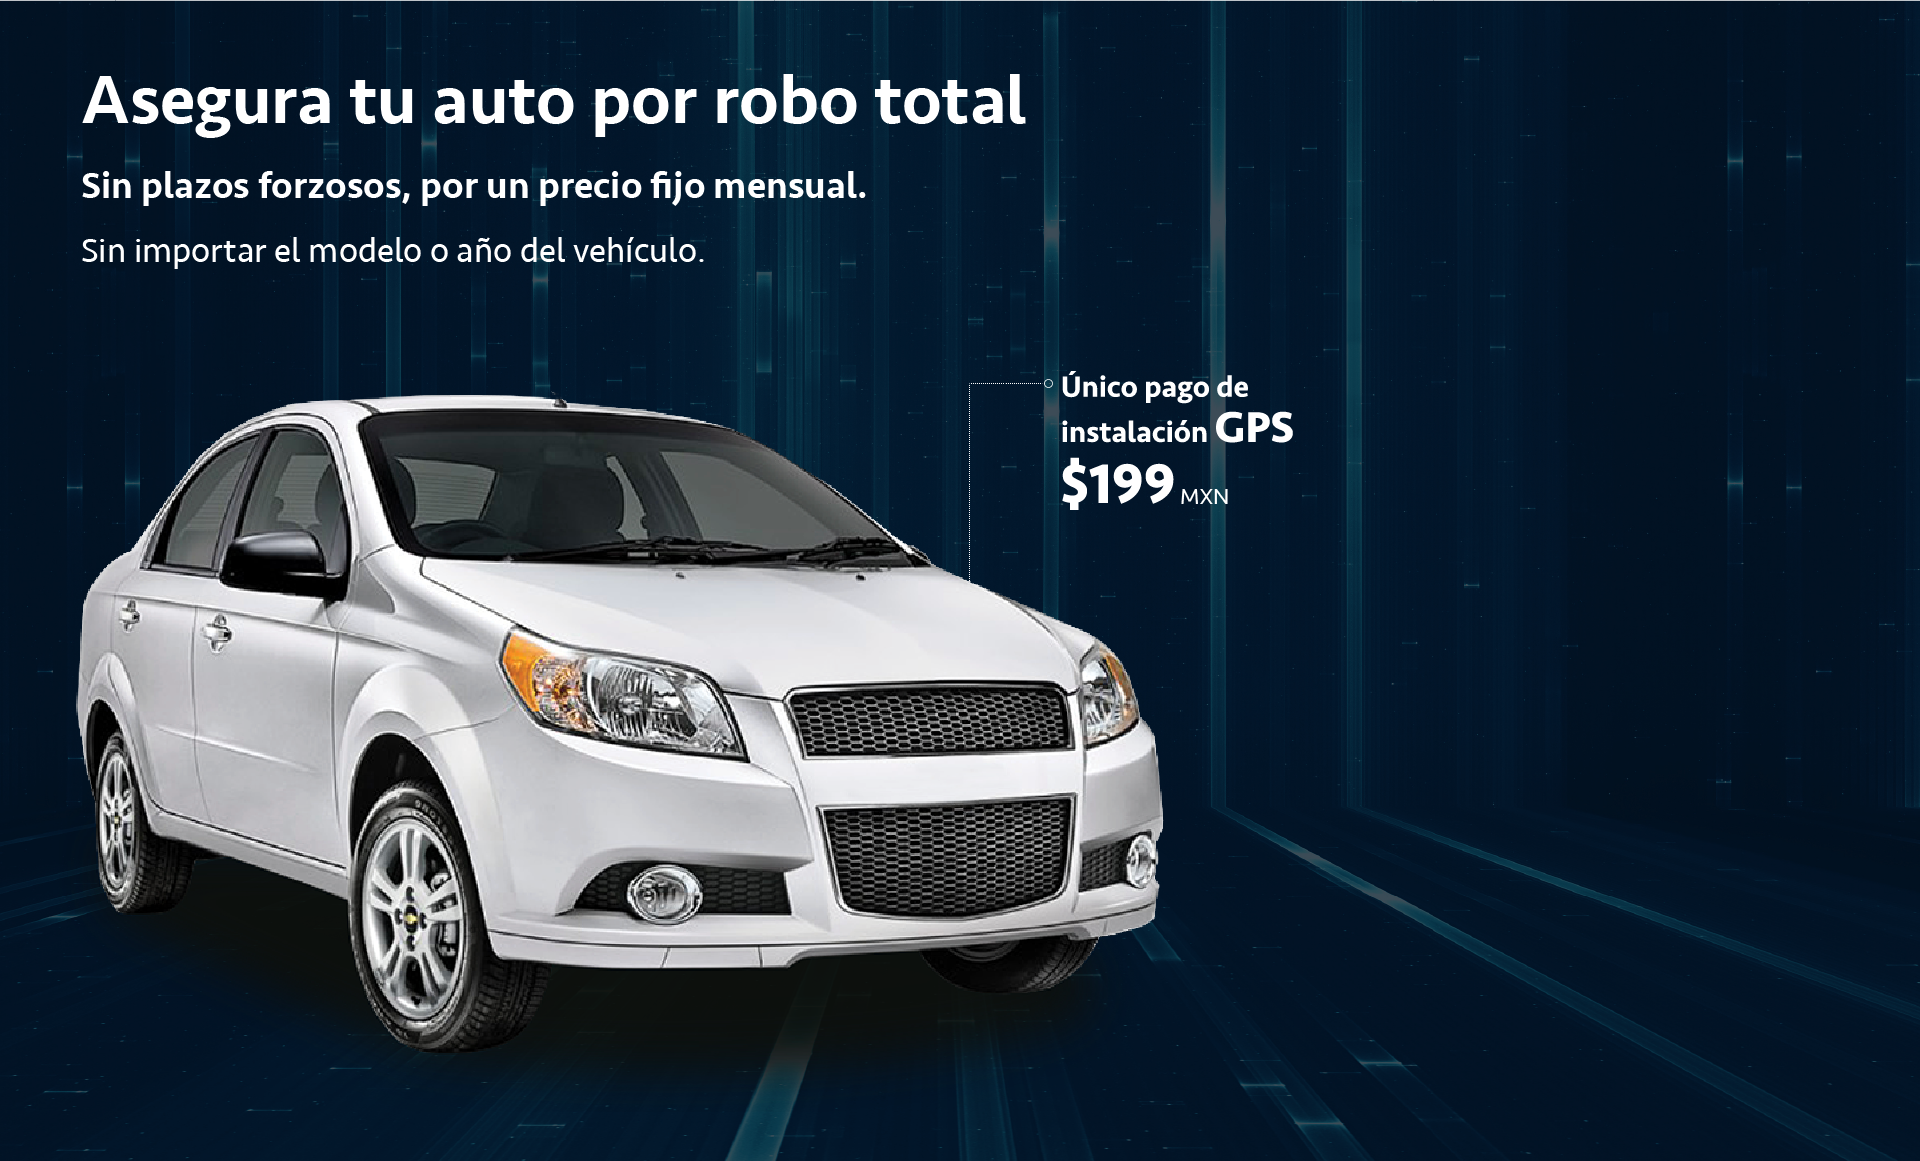 Asegura tu auto por robo total
Sin plazos forzosos, por un precio fijo mensual.
Sin importar el modelo o año del vehículo.
Único pago de
instalación GPS
$199 MXN